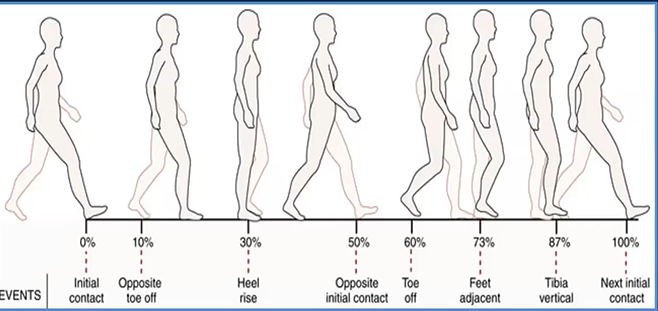 0% 10% 30% 50% 60% 73% 87% 100%
EVENTS
Initial contact
Opposite toe off
Heel rise
Opposite initial contact
Toe off
Feet adjacent
Tibia vertical
Next initial contact